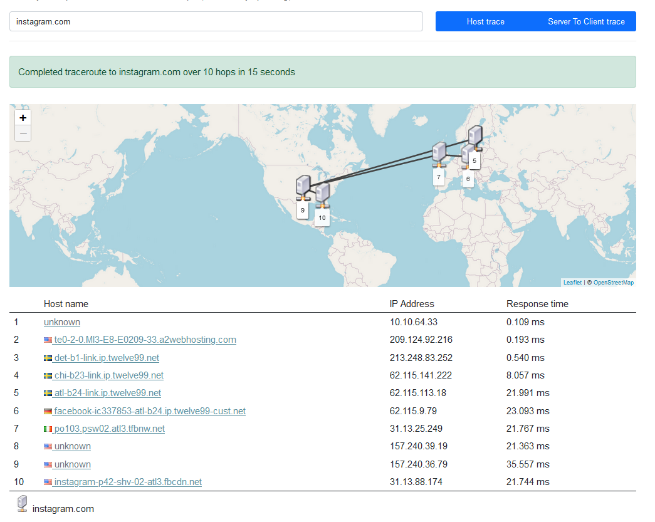 instagram.com
Host trace
Server To Client trace
Completed traceroute to instagram.com over 10 hops in 15 seconds
+
−
5
7
6
9
10
Leaflet | © OpenStreetMap
Host name IP Address Response time
1 unknown 10.10.64.33 0.109 ms
2 te0-2-0.MI3-E8-E0209-33.a2webhosting.com 209.124.92.216 0.193 ms
3 det-b1-link.ip.twelve99.net 213.248.83.252 0.540 ms
4 chi-b23-link.ip.twelve99.net 62.115.141.222 8.057 ms
5 atl-b24-link.ip.twelve99.net 62.115.113.18 21.991 ms
6 facebook-ic337853-atl-b24.ip.twelve99-cust.net 62.115.9.79 23.093 ms
7 po103.psw02.atl3.tfbnw.net 31.13.25.249 21.767 ms
8 unknown 157.240.39.19 21.363 ms
9 unknown 157.240.36.79 35.557 ms
10 instagram-p42-shv-02-atl3.fbcdn.net 31.13.88.174 21.744 ms
instagram.com